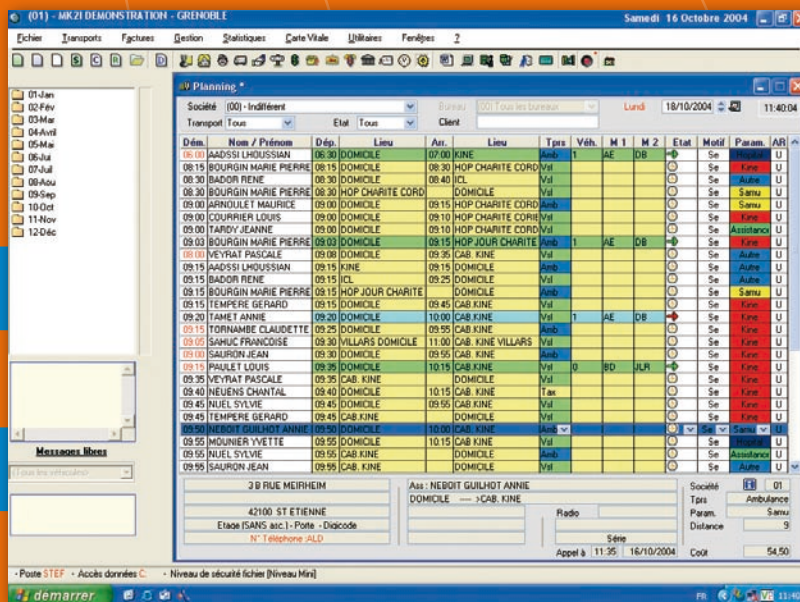 (01) - MK2I DEMONSTRATION - GRENOBLE Samedi 16 Octobre 2004
Fichier Transports Factures Gestion Statistiques Carte Vitale Utilitaires Fenêtres ?
01-Jan
02-Fév
03-Mar
04-Avril
05-Mai
06-Jui
07-Juil
08-Aou
09-Sep
10-Oct
11-Nov
12-Déc
Messages libres
(Tous les véhicules)
Planning *
Société (00) - Indifférent Bureau (00) Tous les bureaux Lundi 18/10/2004 11:40:04
Transport Tous Etat Tous Client
Dém. Nom / Prénom Dép. Lieu Arr. Lieu Tprs Véh. M 1 M 2 Etat Motif Param. AR
06:00 AADSSI LHOUSSIAN 06:30 DOMICILE 07:00 KINE Amb 1 AE DB Se Hopital U
08:15 BOURGIN MARIE PIERRE 08:15 DOMICILE 08:30 HOP CHARITE CORD Vsl Se Kine U
08:30 BADOR RENE 08:30 DOMICILE 08:40 ICL Vsl Se Autre U
08:30 BOURGIN MARIE PIERRE 08:30 HOP CHARITE CORD DOMICILE Vsl Se Samu U
09:00 ARNOULET MAURICE 09:00 DOMICILE 09:15 HOP CHARITE CORD Amb Se Samu U
09:00 COURRIER LOUIS 09:00 DOMICILE 09:10 HOP CHARITE CORIE Vsl Se Kine U
09:00 TARDY JEANNE 09:00 DOMICILE 09:10 HOP CHARITE CORD Vsl Se Assistance U
09:03 BOURGIN MARIE PIERRE 09:03 DOMICILE 09:15 HOP JOUR CHARITE Amb 1 AE DB Se Kine U
08:00 VEYRAT PASCALE 09:08 DOMICILE 09:35 CAB. KINE Vsl Se Autre U
09:15 AADSSI LHOUSSIAN 09:15 KINE 09:15 DOMICILE Amb Se Autre U
09:15 BADOR RENE 09:15 ICL 09:25 DOMICILE Vsl Se Autre U
09:15 BOURGIN MARIE PIERRE 09:15 HOP JOUR CHARITE DOMICILE Amb Se Samu U
09:15 TEMPERE GERARD 09:15 DOMICILE 09:45 CAB.KINE Vsl Se Kine U
09:20 TAMET ANNIE 09:20 DOMICILE 10:00 CAB. KINE Vsl 1 AE DB Se Kine U
09:15 TORNAMBE CLAUDETTE 09:25 DOMICILE 09:55 CAB.KINE Amb Se Kine U
09:05 SAHUC FRANCOISE 09:30 VILLARS DOMICILE 11:00 CAB. KINE VILLARS Vsl Se Kine U
09:00 SAURON JEAN 09:30 DOMICILE 09:55 CAB. KINE Amb Se Kine U
09:15 PAULET LOUIS 09:35 DOMICILE 10:15 CAB. KINE Vsl 0 BD JLR Se Kine U
09:35 VEYRAT PASCALE 09:35 CAB. KINE DOMICILE Vsl Se Kine U
09:40 NEUENS CHANTAL 09:40 DOMICILE 10:15 CAB. KINE Tax Se Kine U
09:45 NUEL SYLVIE 09:45 DOMICILE 09:55 CAB. KINE Vsl Se Kine U
09:45 TEMPERE GERARD 09:45 CAB.KINE DOMICILE Vsl Se Kine U
09:50 NEBOIT GUILHOT ANNIE 09:50 DOMICILE 10:00 CAB. KINE Amb Se Samu U
09:55 MOUNIER YVETTE 09:55 DOMICILE 10:15 CAB KINE Vsl Se Hopital U
09:55 NUEL SYLVIE 09:55 CAB. KINE DOMICILE Vsl Se Assistance U
09:55 SAURON JEAN 09:55 CAB. KINE DOMICILE Vsl Se Autre U
3 B RUE MEIRHEIM
42100 ST ETIENNE
Etage (SANS asc.) - Porte - Digicode
N° Téléphone :ALD
Ass : NEBOIT GUILHOT ANNIE
DOMICILE ---- >CAB. KINE
Radio
Série
Appel à 11:35 16/10/2004
Société 01
Tprs Ambulance
Param. Samu
Distance 9
Coût 54,50
- Poste STEF - Accès données C: - Niveau de sécurité fichier [Niveau Mini]
démarrer FR 11:40